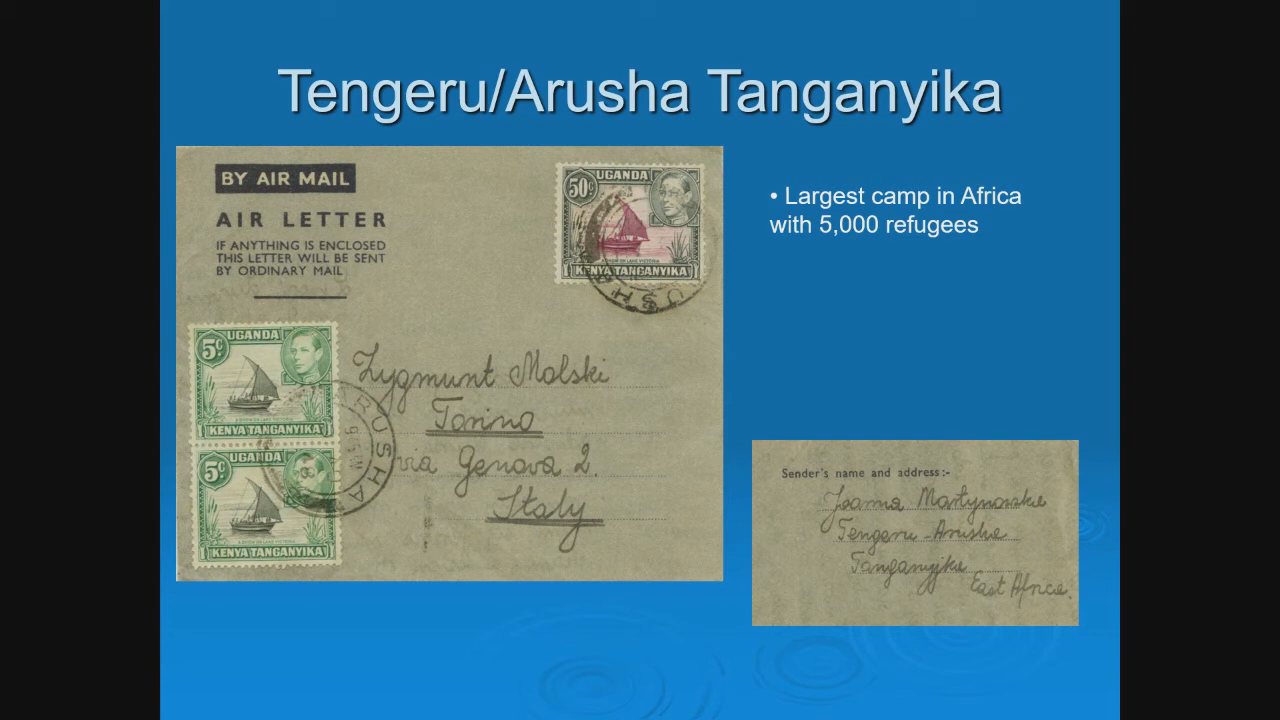 Tengeru/Arusha Tanganyika
BY AIR MAIL
AIR LETTER
IF ANYTHING IS ENCLOSED
THIS LETTER WILL BE SENT
BY ORDINARY MAIL
50c
UGANDA
KENYA TANGANYIKA
USHA
5c
UGANDA
KENYA TANGANYIKA
5c
UGANDA
KENYA TANGANYIKA
ARUSHA
Zygmunt Malski
Torino
via Genova 2.
Italy
• Largest camp in Africa
with 5,000 refugees
Sender's name and address:-
Joanna Martynowska
Tengeru - Arusha
Tanganyika
East Africa.